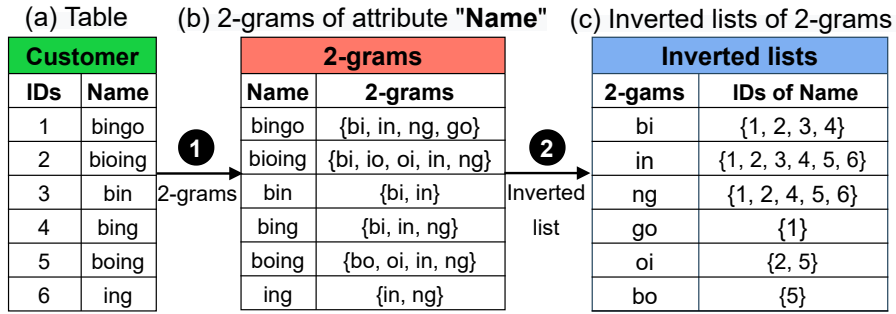 (a) Table (b) 2-grams of attribute "Name" (c) Inverted lists of 2-grams
Customer 2-grams Inverted lists
IDs Name Name 2-grams 2-gams IDs of Name
1 bingo bingo {bi, in, ng, go} bi {1, 2, 3, 4}
2 bioing 1 bioing {bi, io, oi, in, ng} 2 in {1, 2, 3, 4, 5, 6}
3 bin 2-grams bin {bi, in} Inverted ng {1, 2, 4, 5, 6}
4 bing bing {bi, in, ng} list go {1}
5 boing boing {bo, oi, in, ng} oi {2, 5}
6 ing ing {in, ng} bo {5}